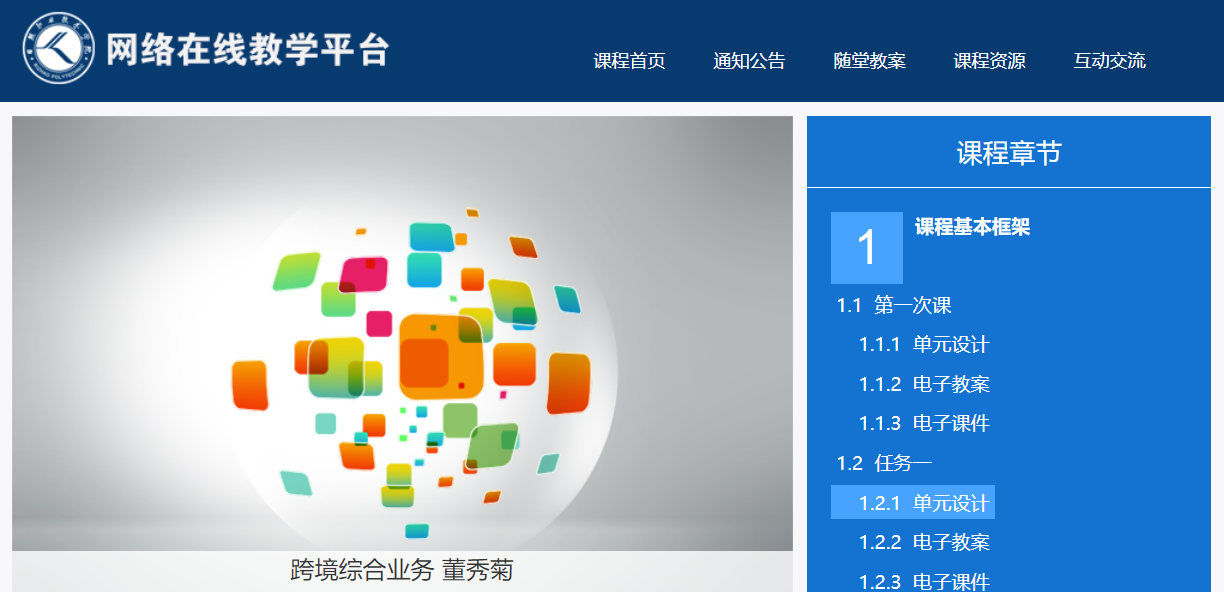 网络在线教学平台
课程首页 通知公告 随堂教案 课程资源 互动交流
跨境综合业务 董秀菊
课程章节
1 课程基本框架
1.1 第一次课
1.1.1 单元设计
1.1.2 电子教案
1.1.3 电子课件
1.2 任务一
1.2.1 单元设计
1.2.2 电子教案
1.2.3 电子课件